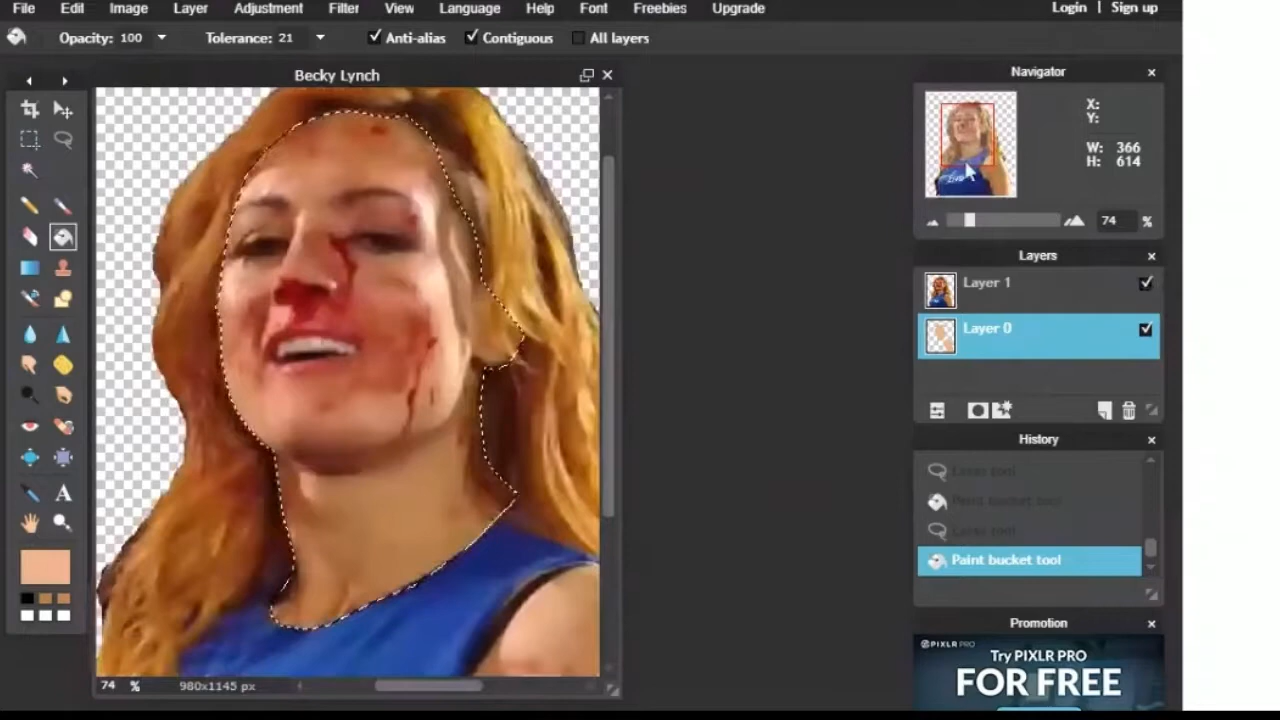 File Edit Image Layer Adjustment Filter View Language Help Font Freebies Upgrade Login | Sign up
Opacity: 100 Tolerance: 21 Anti-alias Contiguous All layers
Becky Lynch
Navigator
X:
Y:
W: 366
H: 614
74 %
Layers
Layer 1
Layer 0
History
Lasso tool
Paint bucket tool
Lasso tool
Paint bucket tool
A
74 % 980x1145 px
Promotion
PIXLR PRO
Try PIXLR PRO
FOR FREE